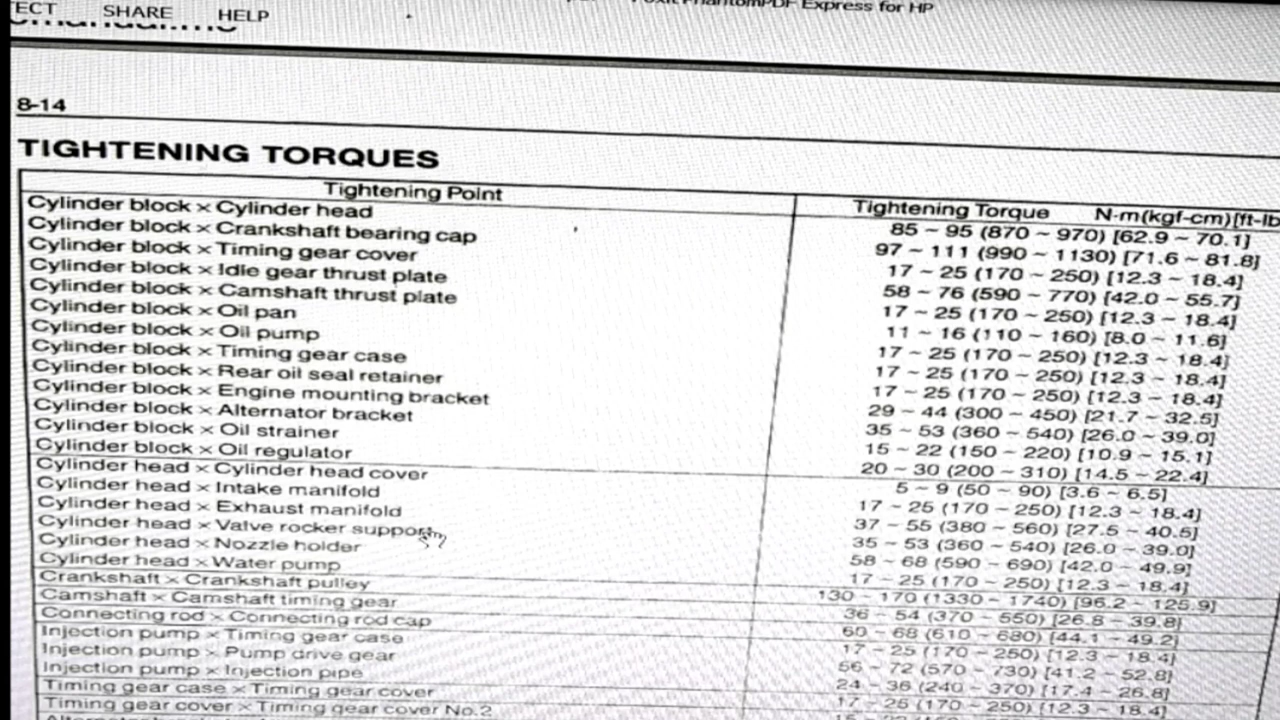 ECT SHARE HELP
Express for HP
8-14
TIGHTENING TORQUES
Tightening Point Tightening Torque N·m(kgf-cm)[ft-lb
Cylinder block × Cylinder head 85 ~ 95 (870 ~ 970) [62.9 ~ 70.1]
Cylinder block × Crankshaft bearing cap 97 ~ 111 (990 ~ 1130) [71.6 ~ 81.8]
Cylinder block × Timing gear cover 17 ~ 25 (170 ~ 250) [12.3 ~ 18.4]
Cylinder block × Idle gear thrust plate 58 ~ 76 (590 ~ 770) [42.0 ~ 55.7]
Cylinder block × Camshaft thrust plate 17 ~ 25 (170 ~ 250) [12.3 ~ 18.4]
Cylinder block × Oil pan 11 ~ 16 (110 ~ 160) [8.0 ~ 11.6]
Cylinder block × Oil pump 17 ~ 25 (170 ~ 250) [12.3 ~ 18.4]
Cylinder block × Timing gear case 17 ~ 25 (170 ~ 250) [12.3 ~ 18.4]
Cylinder block × Rear oil seal retainer 17 ~ 25 (170 ~ 250) [12.3 ~ 18.4]
Cylinder block × Engine mounting bracket 29 ~ 44 (300 ~ 450) [21.7 ~ 32.5]
Cylinder block × Alternator bracket 35 ~ 53 (360 ~ 540) [26.0 ~ 39.0]
Cylinder block × Oil strainer 15 ~ 22 (150 ~ 220) [10.9 ~ 15.1]
Cylinder block × Oil regulator 20 ~ 30 (200 ~ 310) [14.5 ~ 22.4]
Cylinder head × Cylinder head cover 5 ~ 9 (50 ~ 90) [3.6 ~ 6.5]
Cylinder head × Intake manifold 17 ~ 25 (170 ~ 250) [12.3 ~ 18.4]
Cylinder head × Exhaust manifold 37 ~ 55 (380 ~ 560) [27.5 ~ 40.5]
Cylinder head × Valve rocker support 35 ~ 53 (360 ~ 540) [26.0 ~ 39.0]
Cylinder head × Nozzle holder 58 ~ 68 (590 ~ 690) [42.0 ~ 49.9]
Cylinder head × Water pump 17 ~ 25 (170 ~ 250) [12.3 ~ 18.4]
Crankshaft × Crankshaft pulley 130 ~ 170 (1330 ~ 1740) [96.2 ~ 125.9]
Camshaft × Camshaft timing gear 36 ~ 54 (370 ~ 550) [26.8 ~ 39.8]
Connecting rod × Connecting rod cap 60 ~ 68 (610 ~ 680) [44.1 ~ 49.2]
Injection pump × Timing gear case 17 ~ 25 (170 ~ 250) [12.3 ~ 18.4]
Injection pump × Pump drive gear 56 ~ 72 (570 ~ 730) [41.2 ~ 52.8]
Injection pump × Injection pipe 24 ~ 36 (240 ~ 370) [17.4 ~ 26.8]
Timing gear case × Timing gear cover 17 ~ 25 (170 ~ 250) [12.3 ~ 18.4]
Timing gear cover × Timing gear cover No.2